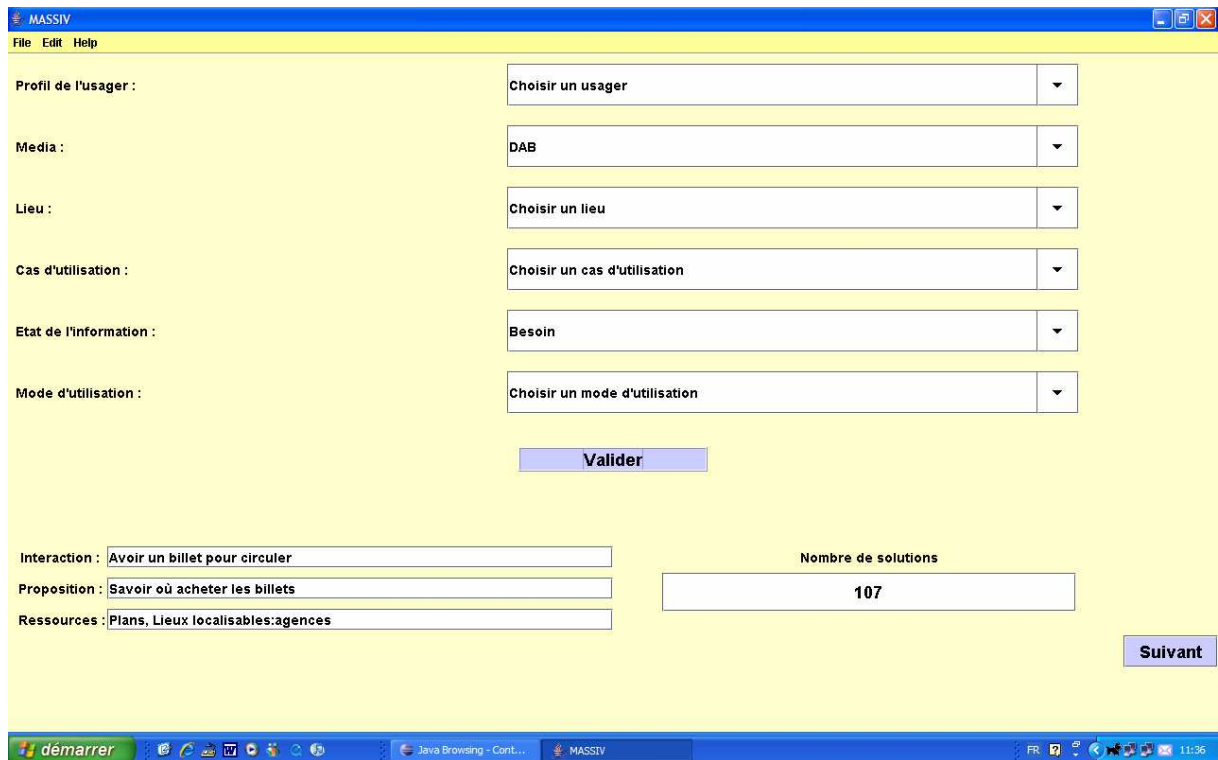 MASSIV
File Edit Help
Profil de l'usager :
Choisir un usager
Media :
DAB
Lieu :
Choisir un lieu
Cas d'utilisation :
Choisir un cas d'utilisation
Etat de l'information :
Besoin
Mode d'utilisation :
Choisir un mode d'utilisation
Valider
Interaction : Avoir un billet pour circuler
Proposition : Savoir où acheter les billets
Ressources : Plans, Lieux localisables:agences
Nombre de solutions
107
Suivant
démarrer
Java Browsing - Cont...
MASSIV
FR
11:36